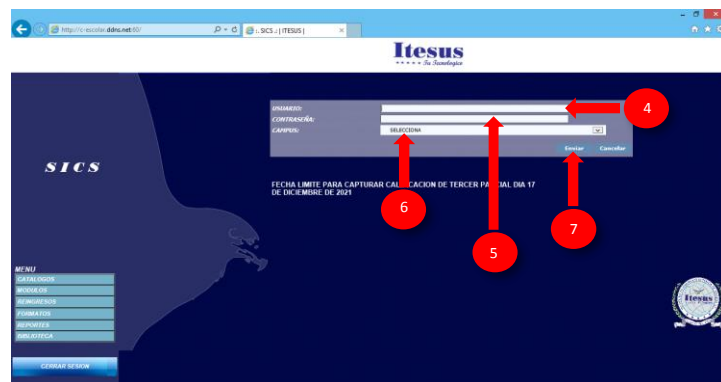 http://c-escolar.ddns.net:80/
:. SICS .: | ITESUS |
Itesus
Tu Tecnologico
USUARIO:
CONTRASEÑA:
CAMPUS:
SELECCIONA
Enviar Cancelar
4
5
6
7
SICS
FECHA LIMITE PARA CAPTURAR CALIFICACION DE TERCER PARCIAL DIA 17
DE DICIEMBRE DE 2021
MENU
CATALOGOS
MODULOS
REINGRESOS
FORMATOS
REPORTES
BIBLIOTECA
CERRAR SESION
Itesus